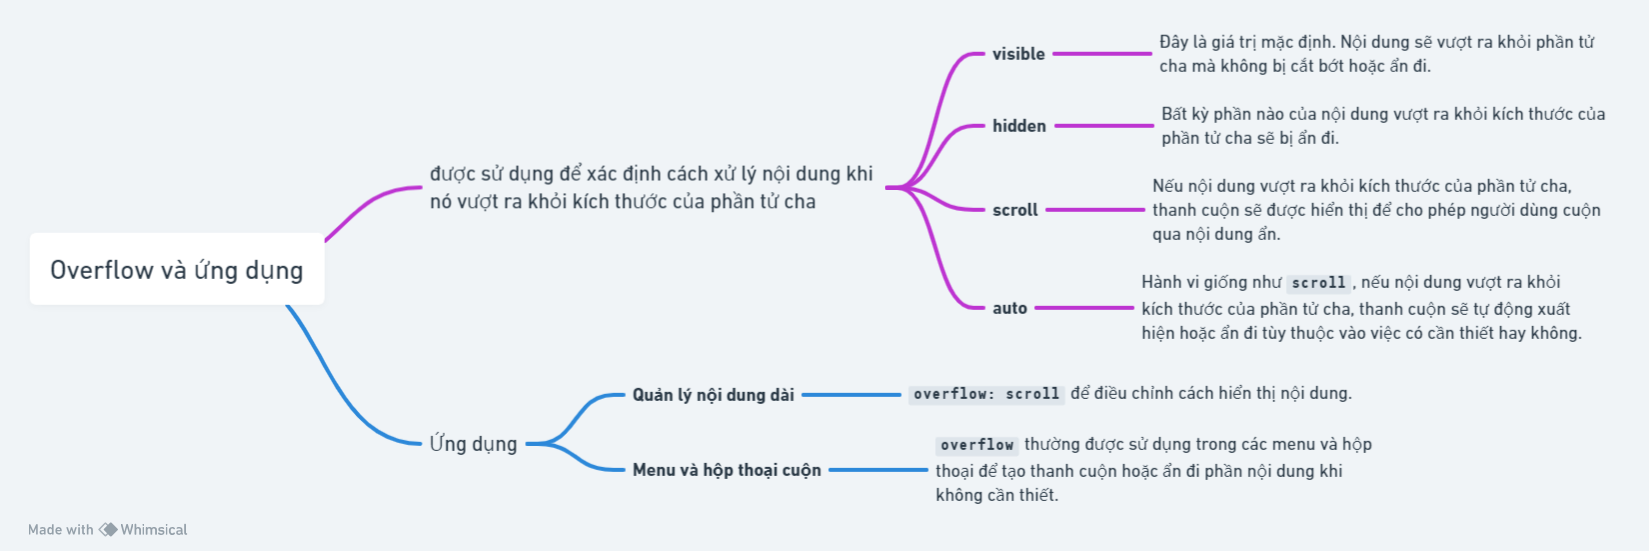 Overflow và ứng dụng
được sử dụng để xác định cách xử lý nội dung khi
nó vượt ra khỏi kích thước của phần tử cha
visible
Đây là giá trị mặc định. Nội dung sẽ vượt ra khỏi phần tử
cha mà không bị cắt bớt hoặc ẩn đi.
hidden
Bất kỳ phần nào của nội dung vượt ra khỏi kích thước của
phần tử cha sẽ bị ẩn đi.
scroll
Nếu nội dung vượt ra khỏi kích thước của phần tử cha,
thanh cuộn sẽ được hiển thị để cho phép người dùng cuộn
qua nội dung ẩn.
auto
Hành vi giống như scroll, nếu nội dung vượt ra khỏi
kích thước của phần tử cha, thanh cuộn sẽ tự động xuất
hiện hoặc ẩn đi tùy thuộc vào việc có cần thiết hay không.
Ứng dụng
Quản lý nội dung dài
overflow: scroll để điều chỉnh cách hiển thị nội dung.
Menu và hộp thoại cuộn
overflow thường được sử dụng trong các menu và hộp
thoại để tạo thanh cuộn hoặc ẩn đi phần nội dung khi
không cần thiết.
Made with Whimsical